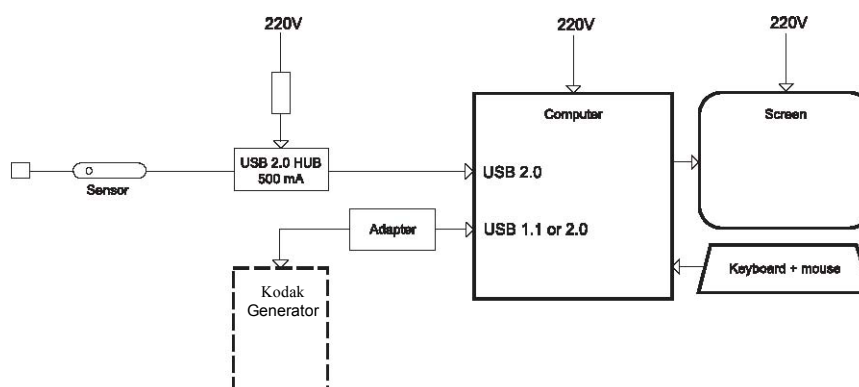 220V
220V
220V
Computer
Screen
USB 2.0 HUB
500 mA
USB 2.0
Sensor
Adapter
USB 1.1 or 2.0
Keyboard + mouse
Kodak
Generator